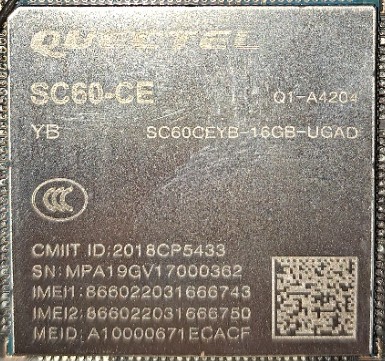 QUECTEL
SC60-CE Q1-A4204
YB SC60CEYB-16GB-UGAD
CCC
CMIIT ID:2018CP5433
SN:MPA19GV17000362
IMEI1:866022031666743
IMEI2:866022031666750
MEID:A10000671ECACF